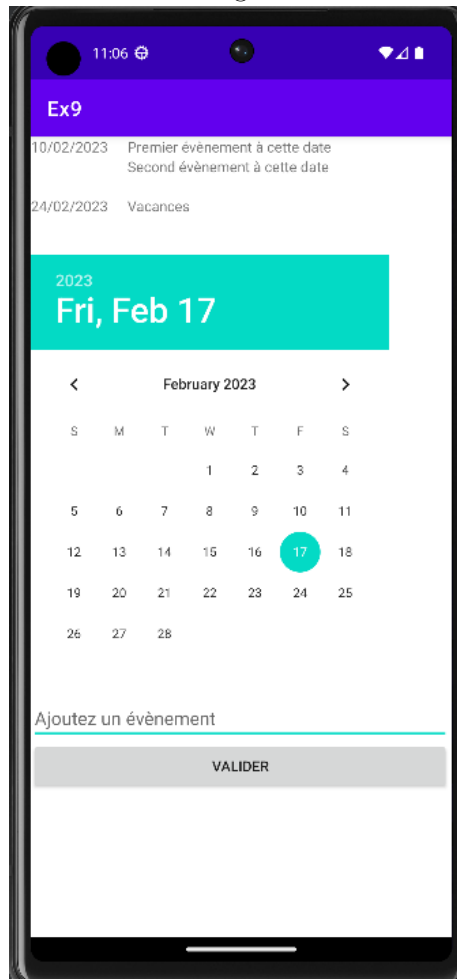 11:06
Ex9
10/02/2023 Premier évènement à cette date
Second évènement à cette date
24/02/2023 Vacances
2023
Fri, Feb 17
February 2023
S M T W T F S
1 2 3 4
5 6 7 8 9 10 11
12 13 14 15 16 17 18
19 20 21 22 23 24 25
26 27 28
Ajoutez un évènement
VALIDER